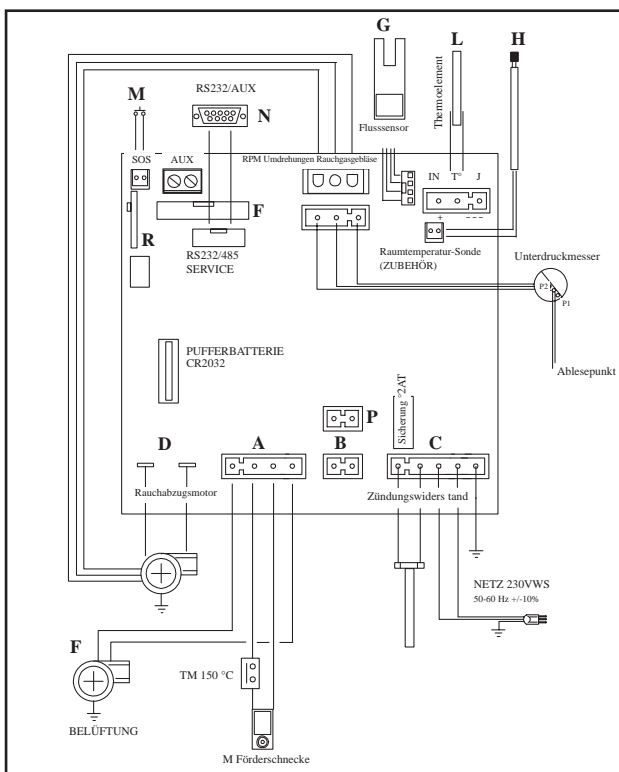 G
L
H
M
RS232/AUX
N
Thermoelement
Flusssensor
SOS
AUX
RPM Umdrehungen Rauchgasgebläse
IN T° J
F
+
---
R
RS232/485
SERVICE
Raumtemperatur-Sonde
(ZUBEHÖR)
Unterdruckmesser
P2
P1
PUFFERBATTERIE
CR2032
Ablesepunkt
Sicherung °2AT
P
D
A
B
C
Rauchabzugsmotor
Zündungswiders tand
NETZ 230VWS
50-60 Hz +/-10%
F
TM 150 °C
BELÜFTUNG
M Förderschnecke